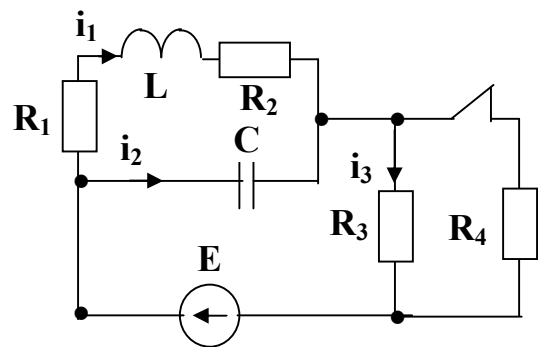 i₁
L
R₂
R₁
i₂
C
i₃
R₃
R₄
E